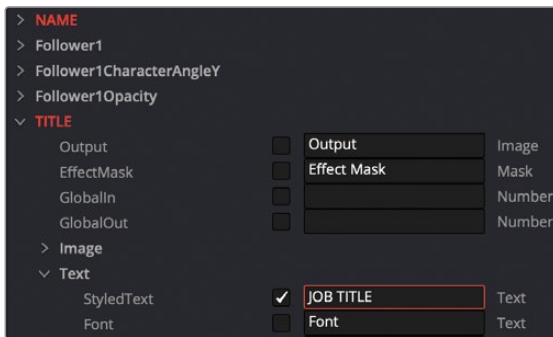 > NAME
> Follower1
> Follower1CharacterAngleY
> Follower1Opacity
TITLE
Output Output Image
EffectMask Effect Mask Mask
GlobalIn Number
GlobalOut Number
> Image
Text
StyledText JOB TITLE Text
Font Font Text